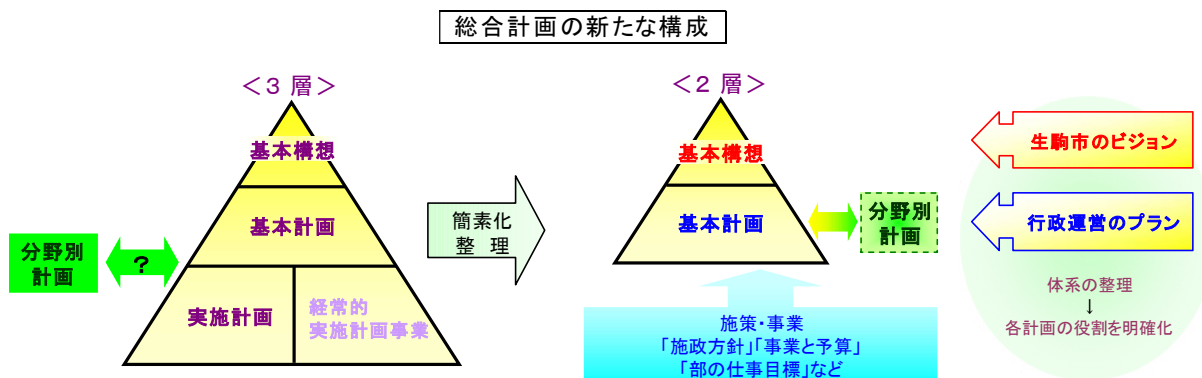 総合計画の新たな構成
＜3 層＞
基本構想
基本計画
実施計画
経常的
実施計画事業
分野別
計画
？
簡素化
整 理
＜2 層＞
基本構想
基本計画
分野別
計画
施策・事業
「施政方針」「事業と予算」
「部の仕事目標」など
生駒市のビジョン
行政運営のプラン
体系の整理
↓
各計画の役割を明確化